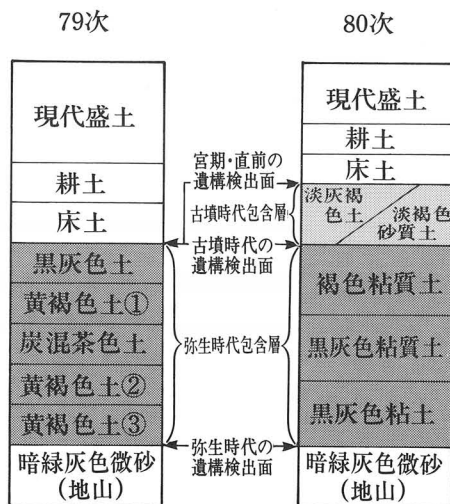 79次
80次
現代盛土
耕土
床土
黒灰色土
黄褐色土①
炭混茶色土
黄褐色土②
黄褐色土③
暗緑灰色微砂
(地山)
宮期・直前の
遺構検出面
古墳時代包含層
古墳時代の
遺構検出面
弥生時代包含層
弥生時代の
遺構検出面
現代盛土
耕土
床土
淡灰褐
色土
淡褐色
砂質土
褐色粘質土
黒灰色粘質土
黒灰色粘土
暗緑灰色微砂
(地山)